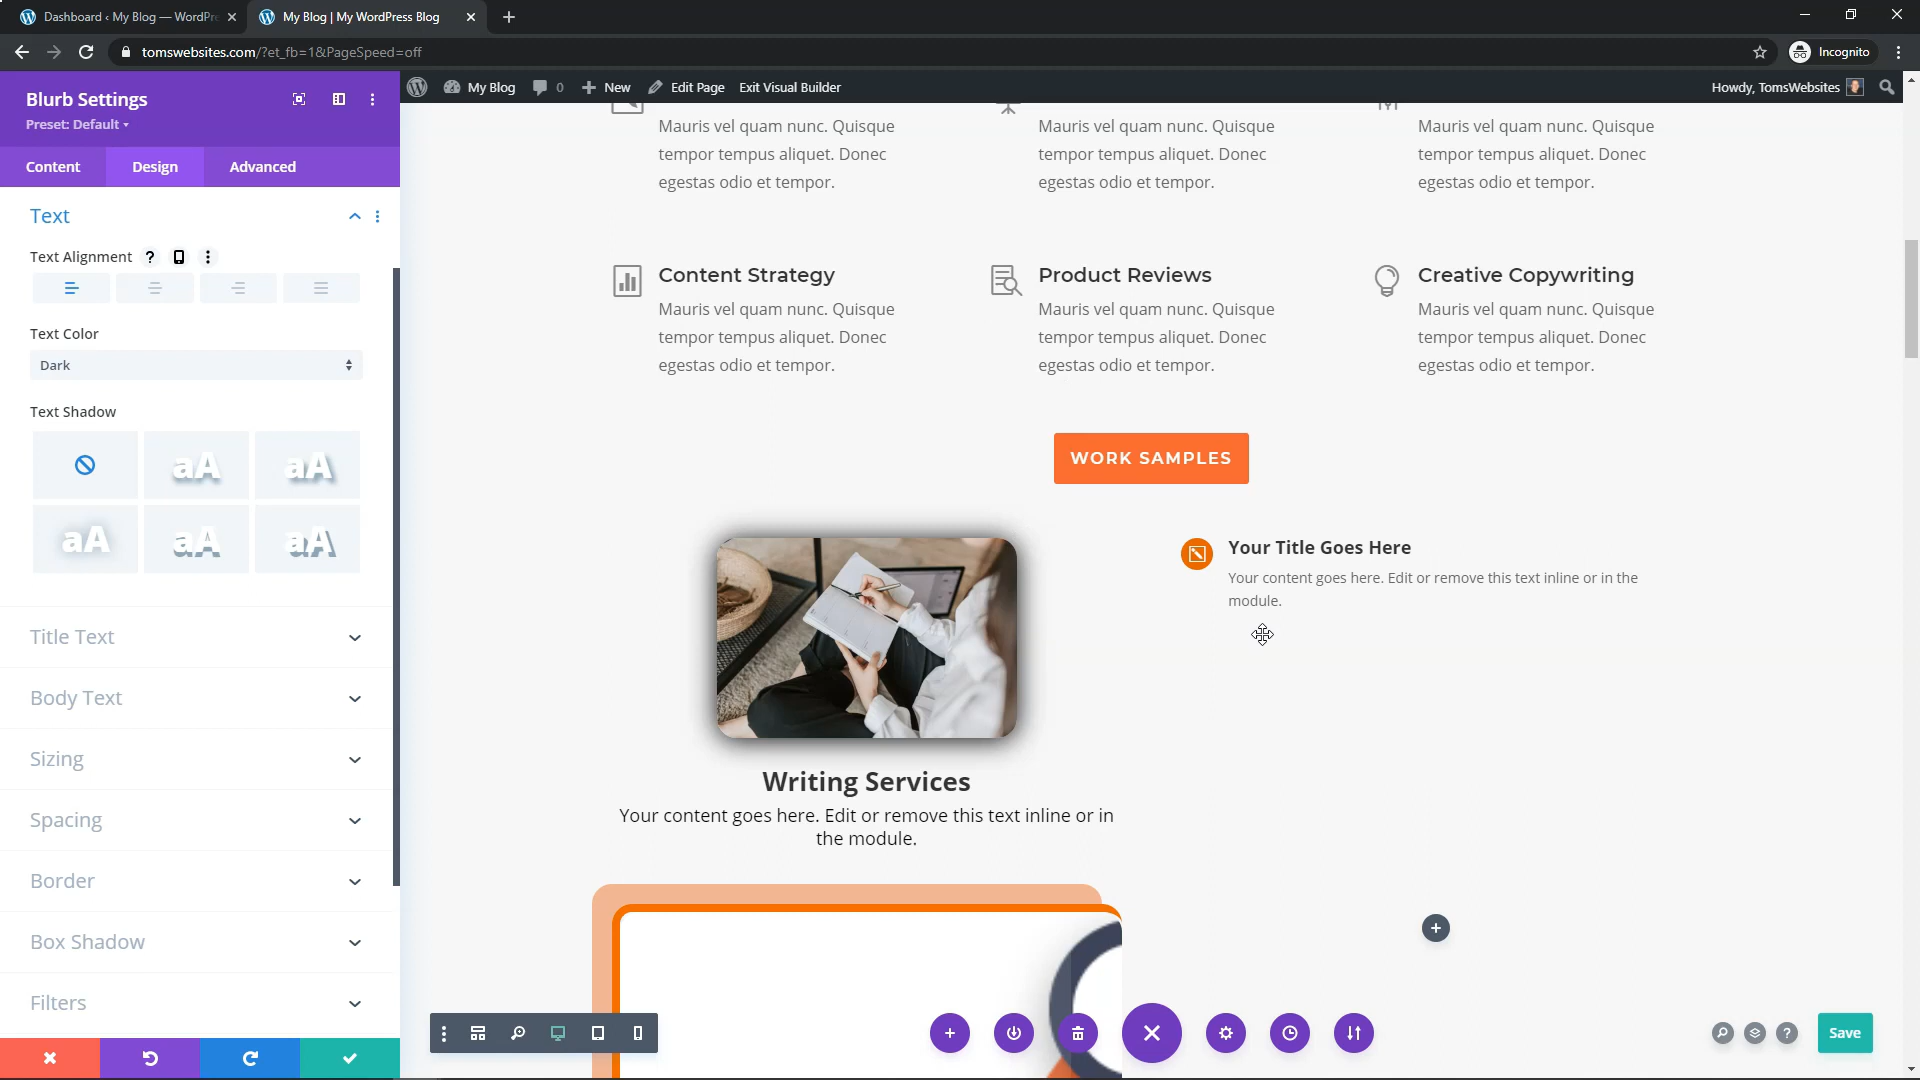 Dashboard ‹ My Blog — WordPre
My Blog | My WordPress Blog
tomswebsites.com/?et_fb=1&PageSpeed=off
Incognito
Blurb Settings
Preset: Default
Content
Design
Advanced
My Blog
0
New
Edit Page
Exit Visual Builder
Howdy, TomsWebsites
Text
Text Alignment
?
Text Color
Dark
Text Shadow
aA
aA
aA
aA
aA
Title Text
Body Text
Sizing
Spacing
Border
Box Shadow
Filters
Mauris vel quam nunc. Quisque
tempor tempus aliquet. Donec
egestas odio et tempor.
Mauris vel quam nunc. Quisque
tempor tempus aliquet. Donec
egestas odio et tempor.
Mauris vel quam nunc. Quisque
tempor tempus aliquet. Donec
egestas odio et tempor.
Content Strategy
Mauris vel quam nunc. Quisque
tempor tempus aliquet. Donec
egestas odio et tempor.
Product Reviews
Mauris vel quam nunc. Quisque
tempor tempus aliquet. Donec
egestas odio et tempor.
Creative Copywriting
Mauris vel quam nunc. Quisque
tempor tempus aliquet. Donec
egestas odio et tempor.
WORK SAMPLES
Your Title Goes Here
Your content goes here. Edit or remove this text inline or in the
module.
Writing Services
Your content goes here. Edit or remove this text inline or in
the module.
?
Save